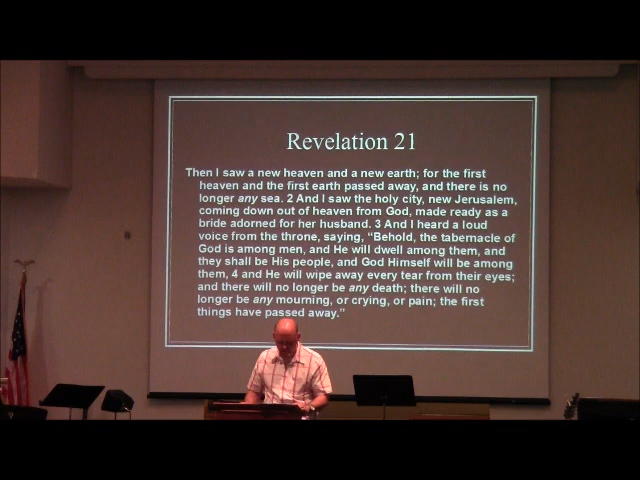 Revelation 21
Then I saw a new heaven and a new earth; for the first
heaven and the first earth passed away, and there is no
longer any sea. 2 And I saw the holy city, new Jerusalem,
coming down out of heaven from God, made ready as a
bride adorned for her husband. 3 And I heard a loud
voice from the throne, saying, “Behold, the tabernacle of
God is among men, and He will dwell among them, and
they shall be His people, and God Himself will be among
them, 4 and He will wipe away every tear from their eyes;
and there will no longer be any death; there will no
longer be any mourning, or crying, or pain; the first
things have passed away.”